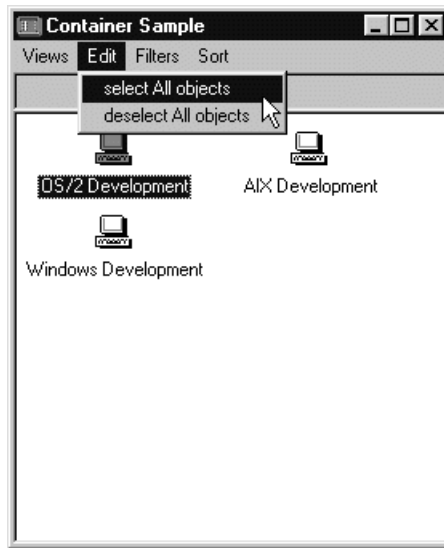 Container Sample
Views Edit Filters Sort
select All objects
deselect All objects
OS/2 Development AIX Development
Windows Development